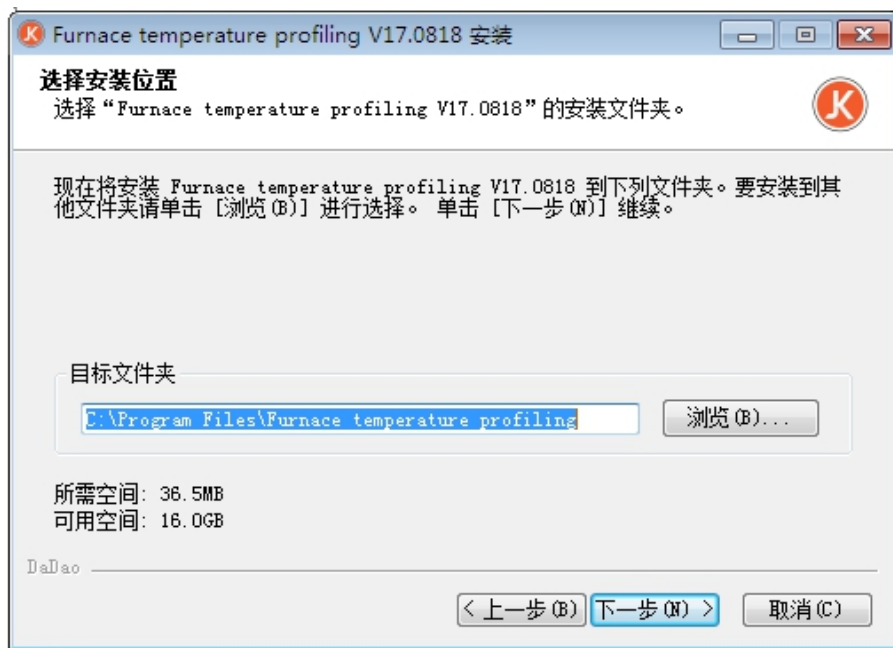 Furnace temperature profiling V17.0818 安装
选择安装位置
选择“Furnace temperature profiling V17.0818”的安装文件夹。
K
现在将安装 Furnace temperature profiling V17.0818 到下列文件夹。要安装到其
他文件夹请单击 [浏览(B)] 进行选择。 单击 [下一步(N)] 继续。
目标文件夹
C:\Program Files\Furnace temperature profiling
浏览(B)...
所需空间: 36.5MB
可用空间: 16.0GB
DaDao
< 上一步(B) 下一步(N) > 取消(C)